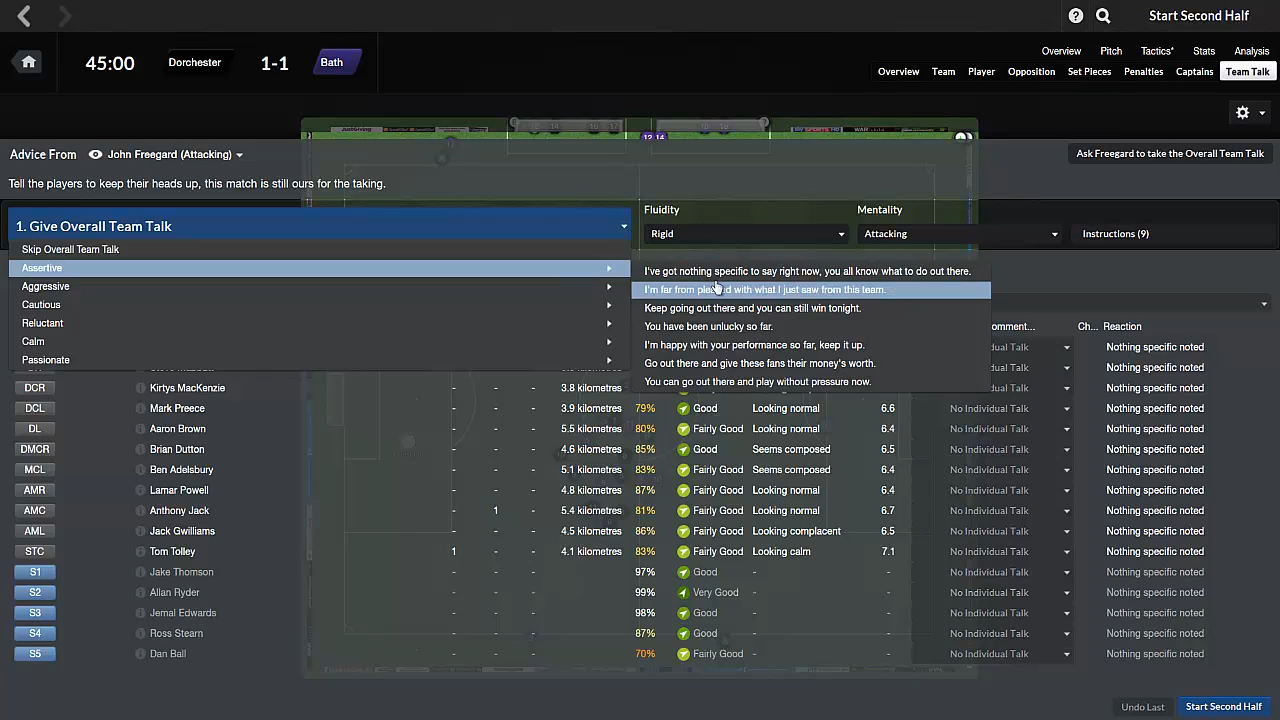 Start Second Half
45:00 Dorchester 1-1 Bath
Overview Pitch Tactics* Stats Analysis
Overview Team Player Opposition Set Pieces Penalties Captains Team Talk
Advice From John Freegard (Attacking)
Ask Freegard to take the Overall Team Talk
Tell the players to keep their heads up, this match is still ours for the taking.
1. Give Overall Team Talk
Fluidity Mentality
Rigid Attacking Instructions (9)
Skip Overall Team Talk
Assertive
Aggressive
Cautious
Reluctant
Calm
Passionate
I've got nothing specific to say right now, you all know what to do out there.
I'm far from pleased with what I just saw from this team.
Keep going out there and you can still win tonight.
You have been unlucky so far.
I'm happy with your performance so far, keep it up.
Go out there and give these fans their money's worth.
You can go out there and play without pressure now.
Ch... Reaction
Nothing specific noted
Nothing specific noted
DCR Kirtys MacKenzie - - - 3.8 kilometres No Individual Talk Nothing specific noted
DCL Mark Preece - - - 3.9 kilometres 79% Good Looking normal 6.6 No Individual Talk Nothing specific noted
DL Aaron Brown - - - 5.5 kilometres 80% Fairly Good Looking normal 6.4 No Individual Talk Nothing specific noted
DMCR Brian Dutton - - - 4.6 kilometres 85% Good Seems composed 6.5 No Individual Talk Nothing specific noted
MCL Ben Adelsbury - - - 5.1 kilometres 83% Fairly Good Seems composed 6.4 No Individual Talk Nothing specific noted
AMR Lamar Powell - - - 4.8 kilometres 87% Fairly Good Looking normal 6.4 No Individual Talk Nothing specific noted
AMC Anthony Jack - 1 - 5.4 kilometres 81% Fairly Good Looking normal 6.7 No Individual Talk Nothing specific noted
AML Jack Gwilliams - - - 4.5 kilometres 86% Fairly Good Looking complacent 6.5 No Individual Talk Nothing specific noted
STC Tom Tolley 1 - - 4.1 kilometres 83% Fairly Good Looking calm 7.1 No Individual Talk Nothing specific noted
S1 Jake Thomson - - - 97% Good - - No Individual Talk Nothing specific noted
S2 Allan Ryder - - - 99% Very Good - - No Individual Talk Nothing specific noted
S3 Jemal Edwards - - - 98% Good - - No Individual Talk Nothing specific noted
S4 Ross Stearn - - - 87% Good - - No Individual Talk Nothing specific noted
S5 Dan Ball - - - 70% Fairly Good - - No Individual Talk Nothing specific noted
Undo Last Start Second Half